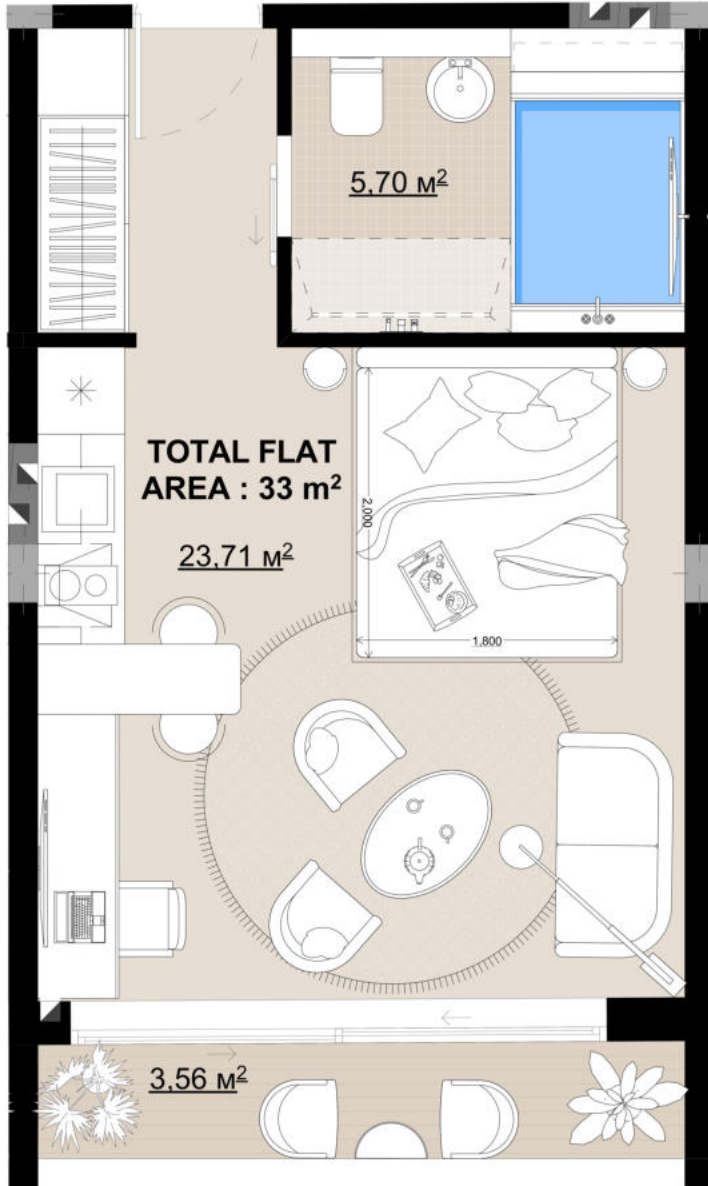 5,70 м²
TOTAL FLAT
AREA : 33 m²
23,71 м²
2,000
1,800
3,56 м²